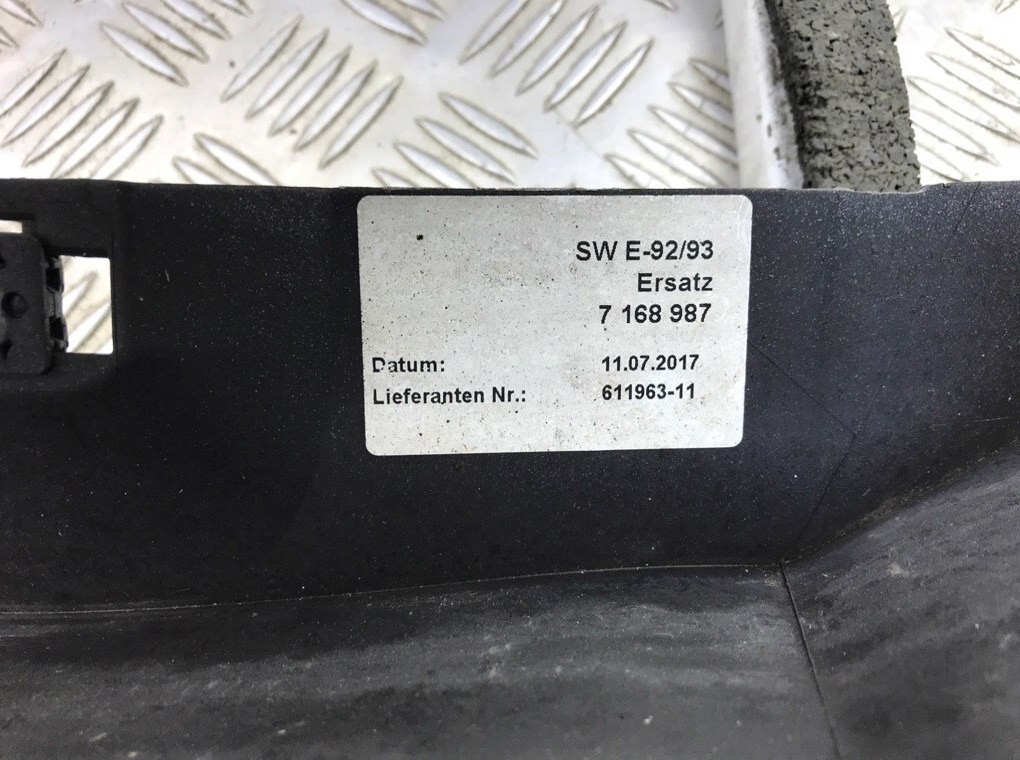 SW E-92/93
Ersatz
7 168 987
Datum: 11.07.2017
Lieferanten Nr.: 611963-11